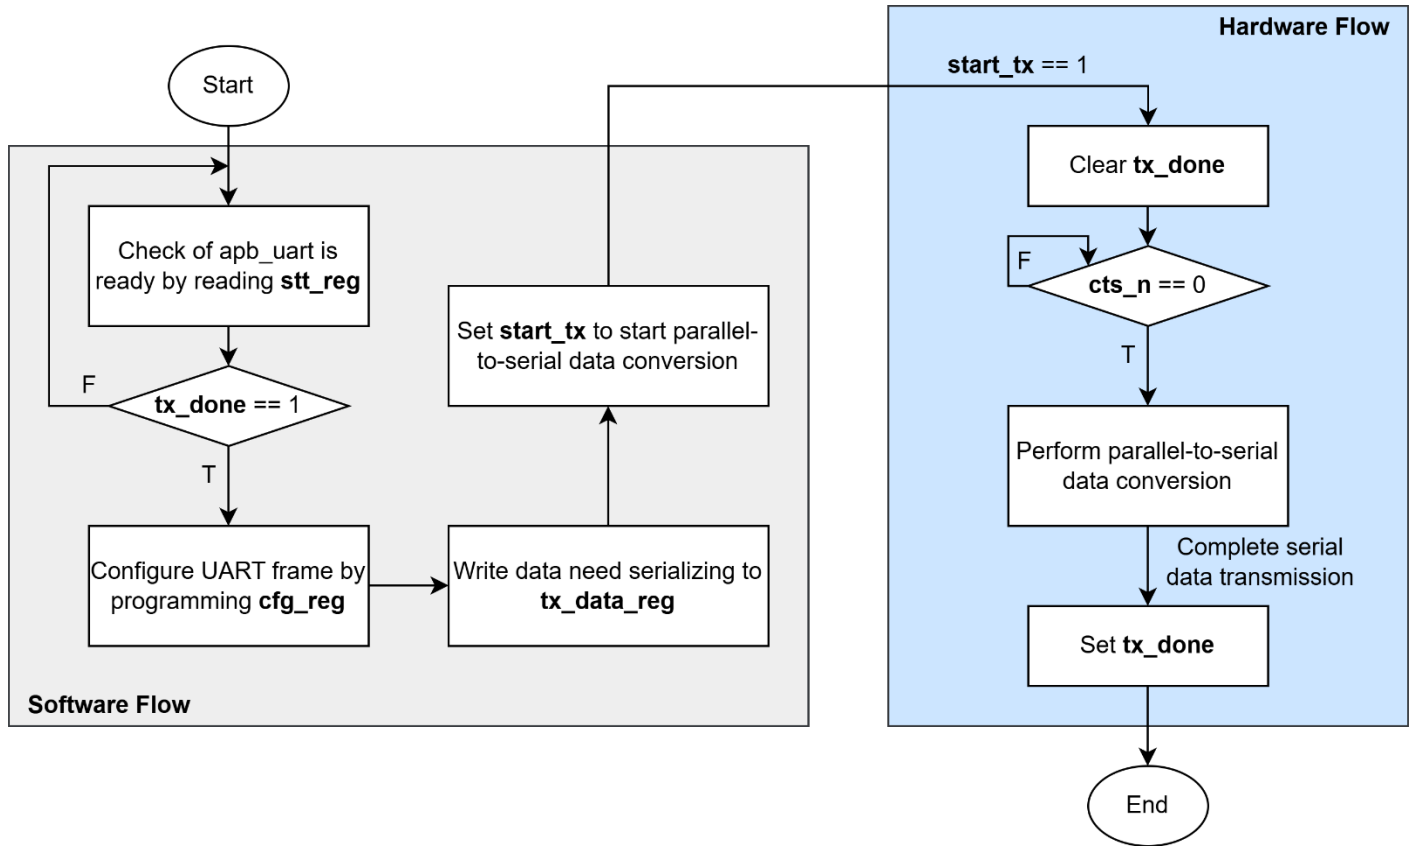 Start
Check of apb_uart is
ready by reading stt_reg
F
tx_done == 1
T
Configure UART frame by
programming cfg_reg
Write data need serializing to
tx_data_reg
Set start_tx to start parallel-
to-serial data conversion
Software Flow
Hardware Flow
start_tx == 1
Clear tx_done
F
cts_n == 0
T
Perform parallel-to-serial
data conversion
Complete serial
data transmission
Set tx_done
End